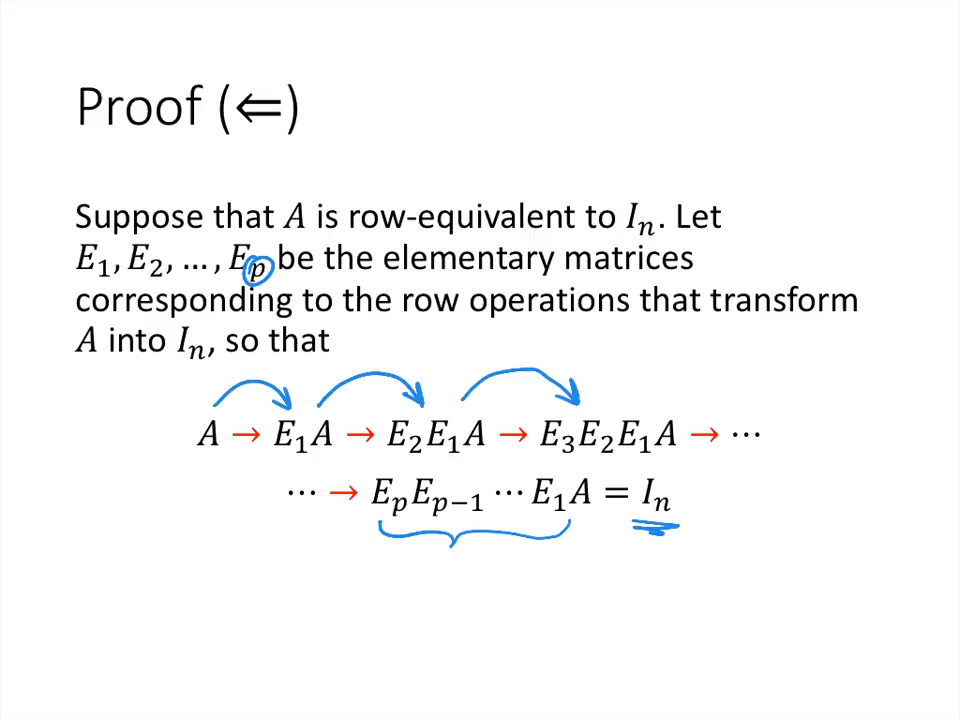 Proof (⇐)
Suppose that A is row-equivalent to Iₙ. Let
E₁, E₂, … , Eₚ be the elementary matrices
corresponding to the row operations that transform
A into Iₙ, so that
A → E₁A → E₂E₁A → E₃E₂E₁A → ⋯
⋯ → EₚEₚ₋₁ ⋯ E₁A = Iₙ